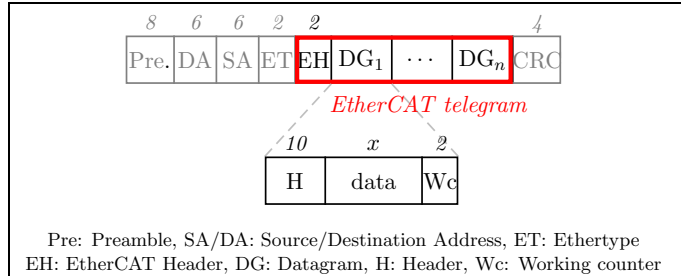 8 6 6 2 2 4
Pre. DA SA ET EH DG1 ··· DGn CRC
EtherCAT telegram
10 x 2
H data Wc
Pre: Preamble, SA/DA: Source/Destination Address, ET: Ethertype
EH: EtherCAT Header, DG: Datagram, H: Header, Wc: Working counter